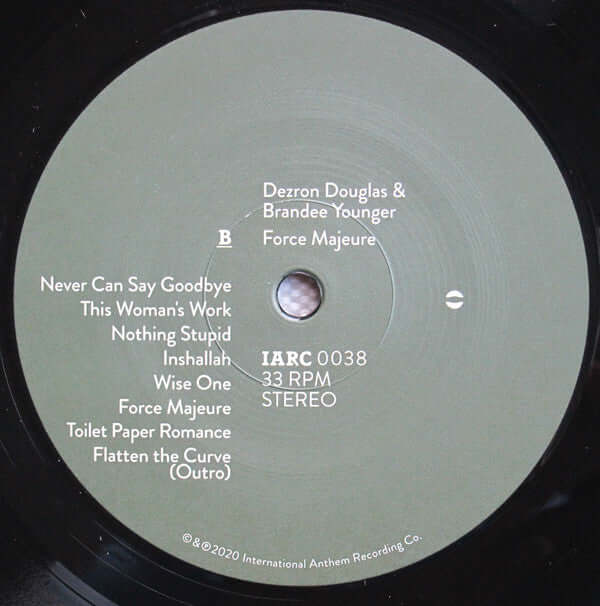 Dezron Douglas &
Brandee Younger
B
Force Majeure
Never Can Say Goodbye
This Woman's Work
Nothing Stupid
Inshallah
Wise One
Force Majeure
Toilet Paper Romance
Flatten the Curve
(Outro)
IARC 0038
33 RPM
STEREO
©&℗2020 International Anthem Recording Co.